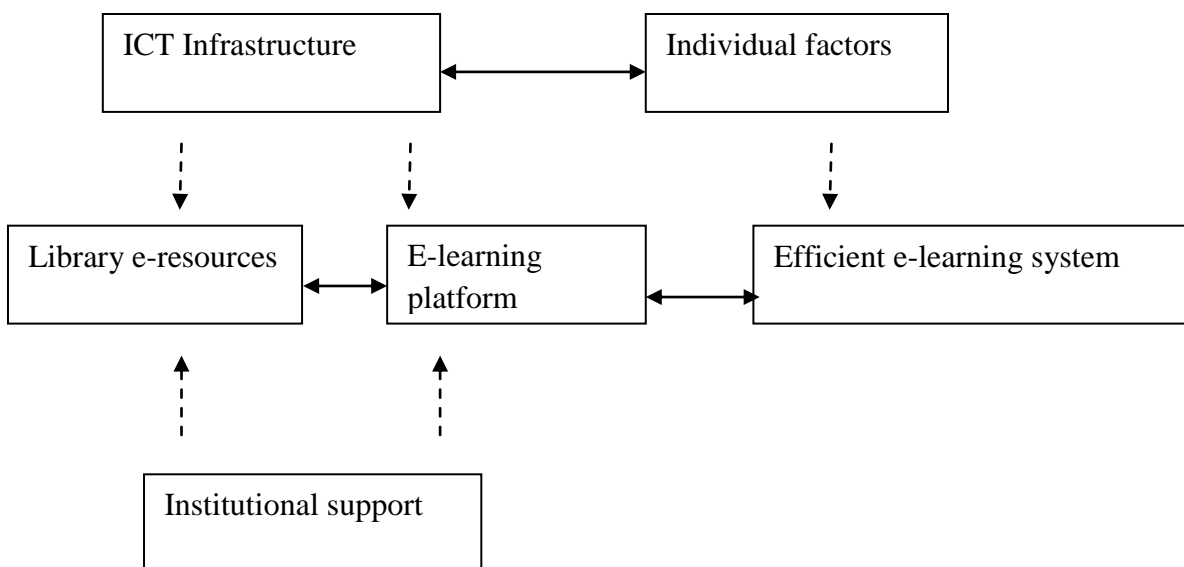 ICT Infrastructure
Individual factors
Library e-resources
E-learning
platform
Efficient e-learning system
Institutional support